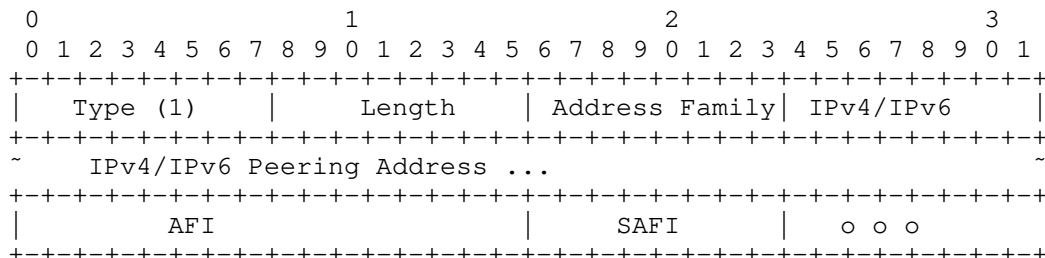 0                   1                   2                   3
 0 1 2 3 4 5 6 7 8 9 0 1 2 3 4 5 6 7 8 9 0 1 2 3 4 5 6 7 8 9 0 1
+-+-+-+-+-+-+-+-+-+-+-+-+-+-+-+-+-+-+-+-+-+-+-+-+-+-+-+-+-+-+-+-+
|   Type (1)    |     Length    | Address Family| IPv4/IPv6     |
+-+-+-+-+-+-+-+-+-+-+-+-+-+-+-+-+-+-+-+-+-+-+-+-+-+-+-+-+-+-+-+-+
~    IPv4/IPv6 Peering Address ...                              ~
+-+-+-+-+-+-+-+-+-+-+-+-+-+-+-+-+-+-+-+-+-+-+-+-+-+-+-+-+-+-+-+-+
|         AFI                   |     SAFI      |   o o o
+-+-+-+-+-+-+-+-+-+-+-+-+-+-+-+-+-+-+-+-+-+-+-+-+-+-+-+-+-+-+-+-+